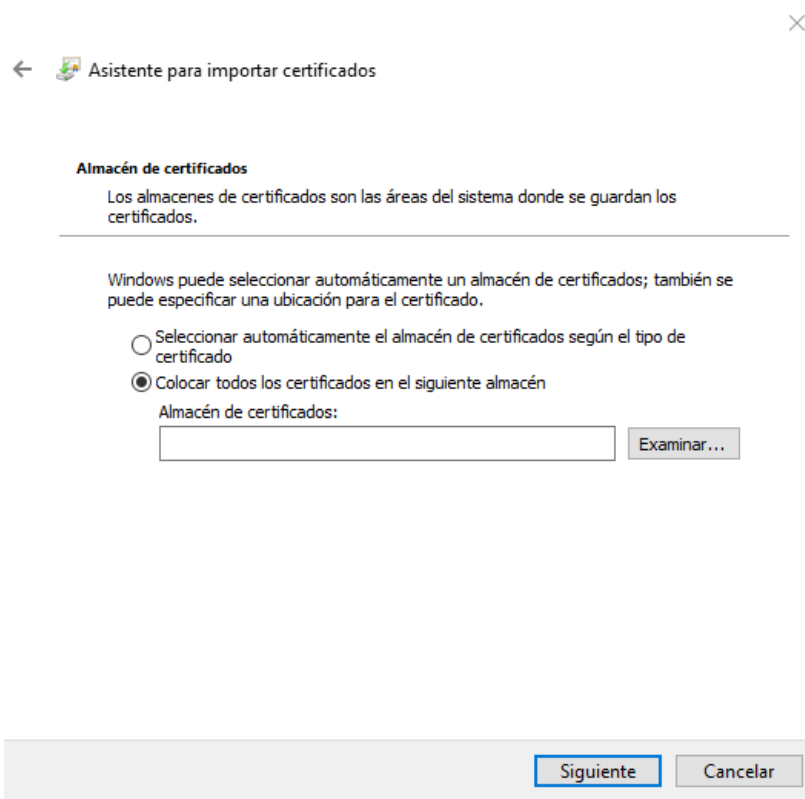 Asistente para importar certificados
Almacén de certificados
Los almacenes de certificados son las áreas del sistema donde se guardan los
certificados.
Windows puede seleccionar automáticamente un almacén de certificados; también se
puede especificar una ubicación para el certificado.
Seleccionar automáticamente el almacén de certificados según el tipo de
certificado
Colocar todos los certificados en el siguiente almacén
Almacén de certificados:
Examinar...
Siguiente
Cancelar